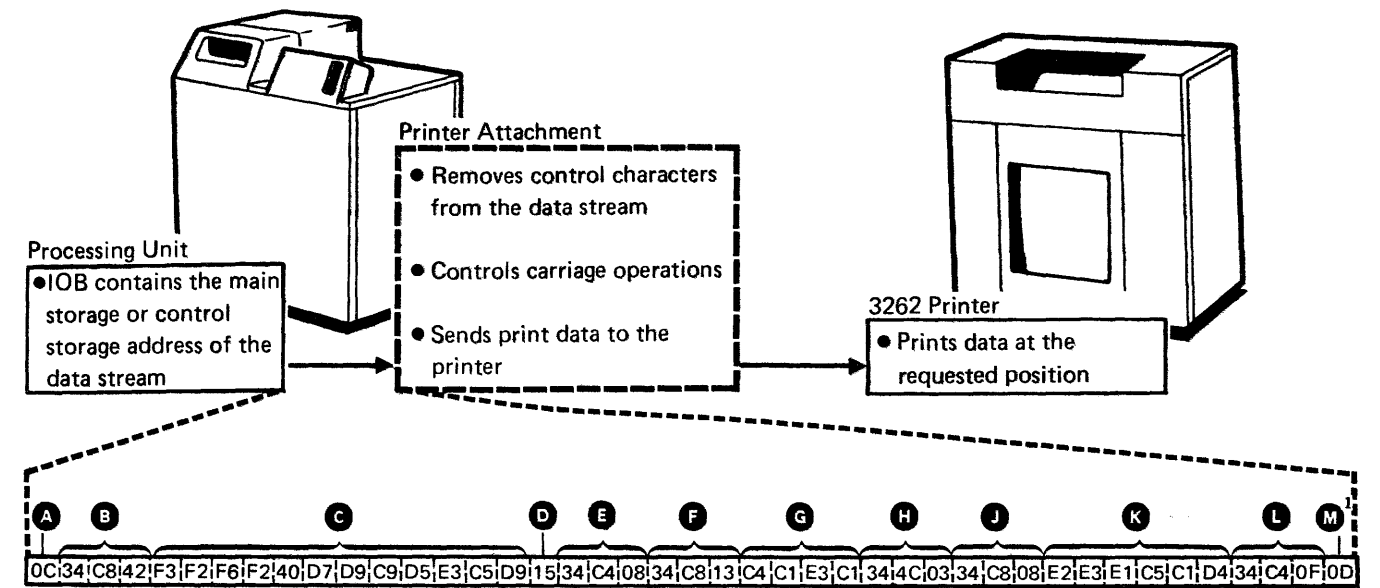 Printer Attachment
● Removes control characters
from the data stream
● Controls carriage operations
● Sends print data to the
printer
Processing Unit
●IOB contains the main
storage or control
storage address of the
data stream
3262 Printer
● Prints data at the
requested position
A B C D E F G H J K L M 1
0C 34 C8 42 F3 F2 F6 F2 40 D7 D9 C9 D5 E3 C5 D9 15 34 C4 08 34 C8 13 C4 C1 E3 C1 34 4C 03 34 C8 08 E2 E3 E1 C5 C1 D4 34 C4 0F 0D